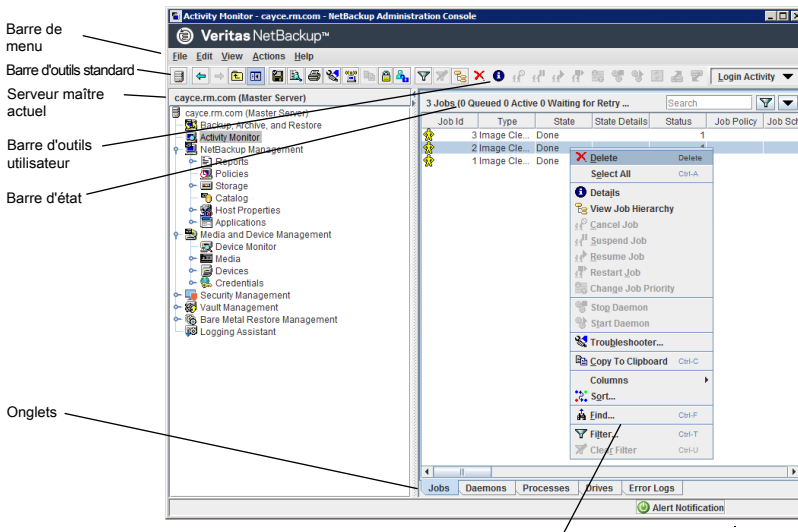 Activity Monitor - cayce.rm.com - NetBackup Administration Console
Veritas NetBackup™
File Edit View Actions Help
Login Activity
Barre de
menu
Barre d'outils standard
Serveur maître
actuel
Barre d'outils
utilisateur
Barre d'état
Onglets
cayce.rm.com (Master Server)
cayce.rm.com (Master Server)
Backup, Archive, and Restore
Activity Monitor
NetBackup Management
Reports
Policies
Storage
Catalog
Host Properties
Applications
Media and Device Management
Device Monitor
Media
Devices
Credentials
Security Management
Vault Management
Bare Metal Restore Management
Logging Assistant
3 Jobs (0 Queued 0 Active 0 Waiting for Retry ...
Search
Job Id Type State State Details Status Job Policy Job Sch
3 Image Cle... Done 1
2 Image Cle... Done 1
1 Image Cle... Done
Delete Delete
Select All Ctrl-A
Details
View Job Hierarchy
Cancel Job
Suspend Job
Resume Job
Restart Job
Change Job Priority
Stop Daemon
Start Daemon
Troubleshooter...
Copy To Clipboard Ctrl-C
Columns
Sort...
Find... Ctrl-F
Filter... Ctrl-T
Clear Filter Ctrl-U
Jobs Daemons Processes Drives Error Logs
Alert Notification